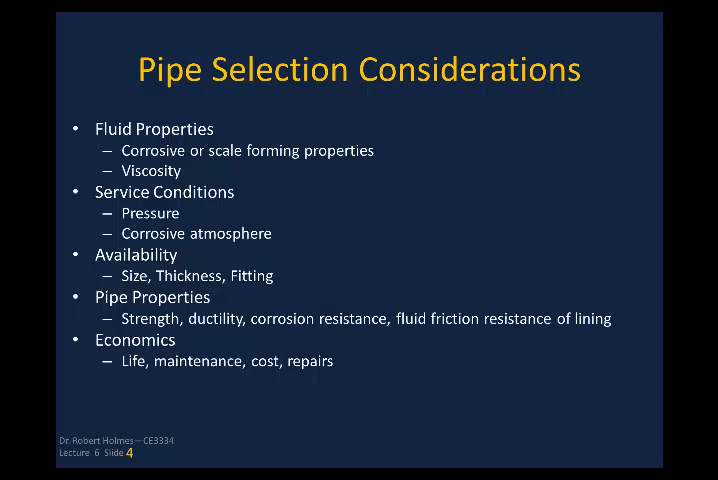 Pipe Selection Considerations
• Fluid Properties
– Corrosive or scale forming properties
– Viscosity
• Service Conditions
– Pressure
– Corrosive atmosphere
• Availability
– Size, Thickness, Fitting
• Pipe Properties
– Strength, ductility, corrosion resistance, fluid friction resistance of lining
• Economics
– Life, maintenance, cost, repairs
Dr. Robert Holmes—CE3334
Lecture 6 Slide 4